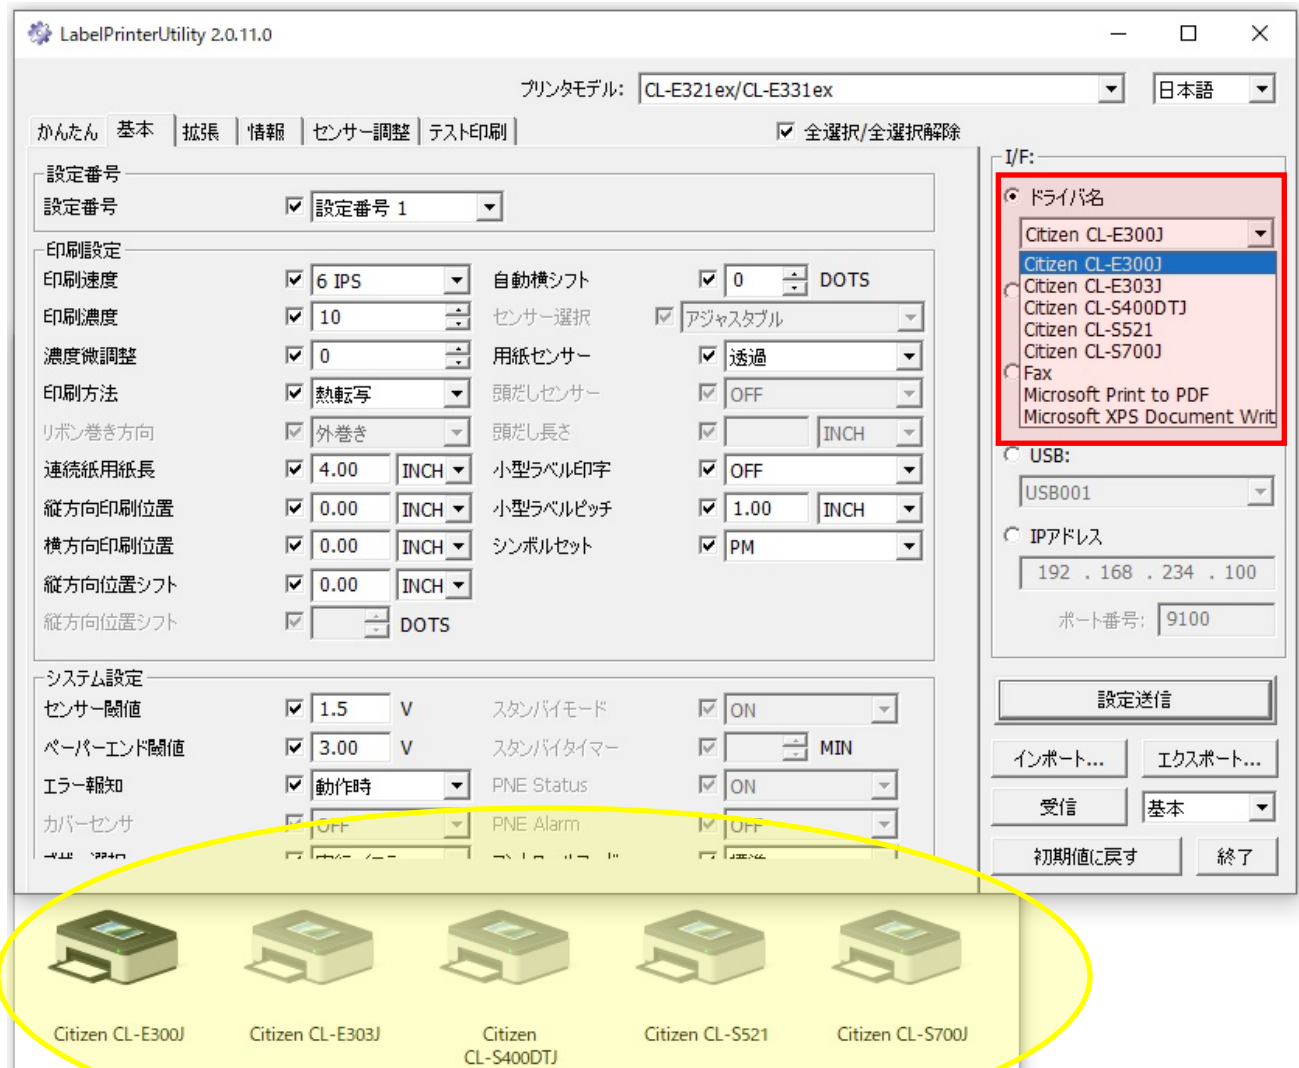 LabelPrinterUtility 2.0.11.0
プリンタモデル: CL-E321ex/CL-E331ex 日本語
かんたん 基本 拡張 情報 センサー調整 テスト印刷 全選択/全選択解除
設定番号
設定番号 設定番号 1
印刷設定
印刷速度 6 IPS 自動横シフト 0 DOTS
印刷濃度 10 センサー選択 アジャスタブル
濃度微調整 0 用紙センサー 透過
印刷方法 熱転写 頭だしセンサー OFF
リボン巻き方向 外巻き 頭だし長さ INCH
連続紙用紙長 4.00 INCH 小型ラベル印字 OFF
縦方向印刷位置 0.00 INCH 小型ラベルピッチ 1.00 INCH
横方向印刷位置 0.00 INCH シンボルセット PM
縦方向位置シフト 0.00 INCH
縦方向位置シフト DOTS
システム設定
センサー閾値 1.5 V スタンバイモード ON
ペーパーエンド閾値 3.00 V スタンバイタイマー MIN
エラー報知 動作時 PNE Status ON
カバーセンサ OFF PNE Alarm OFF
I/F:
ドライバ名
Citizen CL-E300J
Citizen CL-E300J
Citizen CL-E303J
Citizen CL-S400DTJ
Citizen CL-S521
Citizen CL-S700J
Fax
Microsoft Print to PDF
Microsoft XPS Document Writ
USB:
USB001
IPアドレス
192 . 168 . 234 . 100
ポート番号: 9100
設定送信
インポート... エクスポート...
受信 基本
初期値に戻す 終了
Citizen CL-E300J Citizen CL-E303J Citizen CL-S521 Citizen CL-S700J
CL-S400DTJ